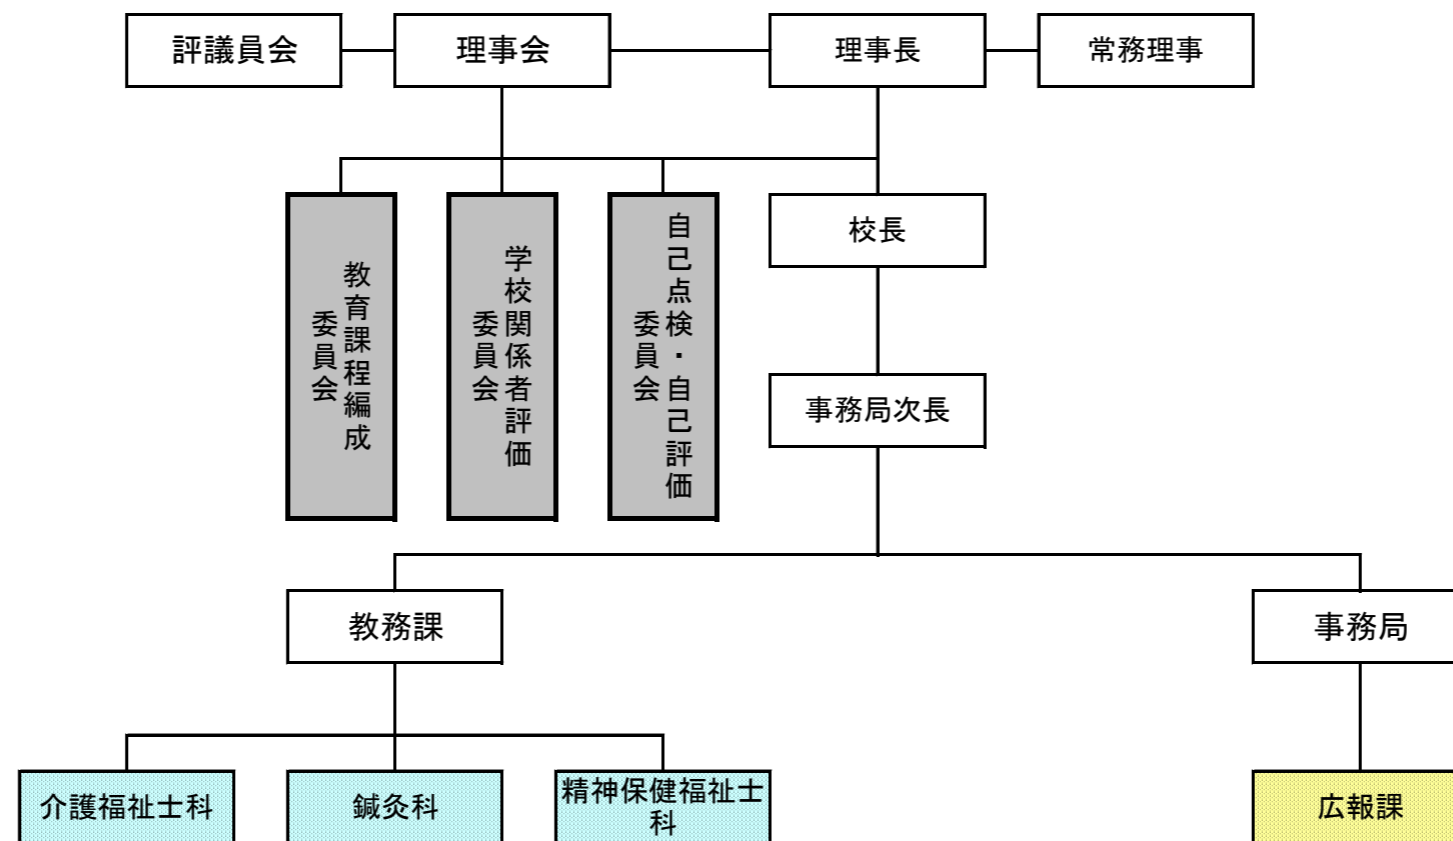 評議員会
理事会
理事長
常務理事
校長
教育課程編成
委員会
学校関係者評価
委員会
自己点検・自己評価
委員会
事務局次長
教務課
事務局
介護福祉士科
鍼灸科
精神保健福祉士
科
広報課